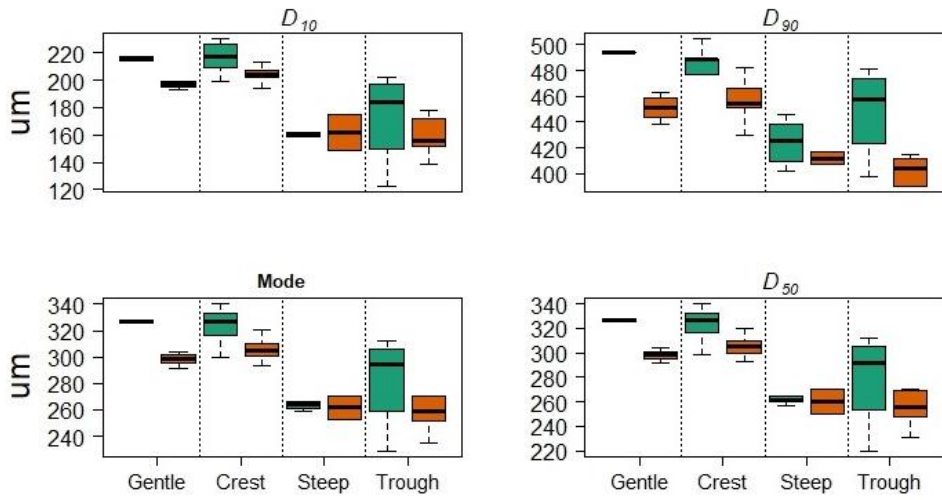 D10 D90
220 500
200 480
180 460
um 160 440
140 420
120 400
Mode D50
340 340
320 320
300 300
um 280 280
260 260
240 240
220
Gentle Crest Steep Trough Gentle Crest Steep Trough